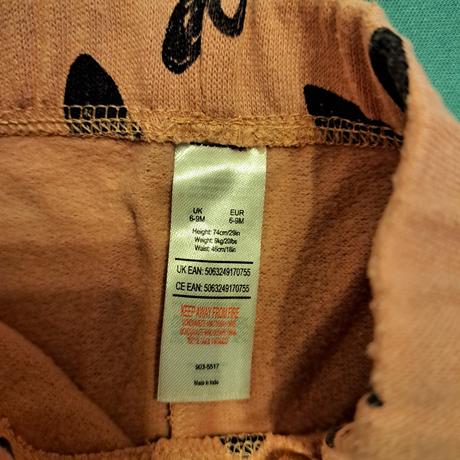 UK EUR
6-9M 6-9M
Height: 74cm/29in
Weight: 9kg/20lbs
Waist: 46cm/18in
UK EAN: 5063249170755
CE EAN: 5063249170755
KEEP AWAY FROM FIRE
903-5517
Made in India